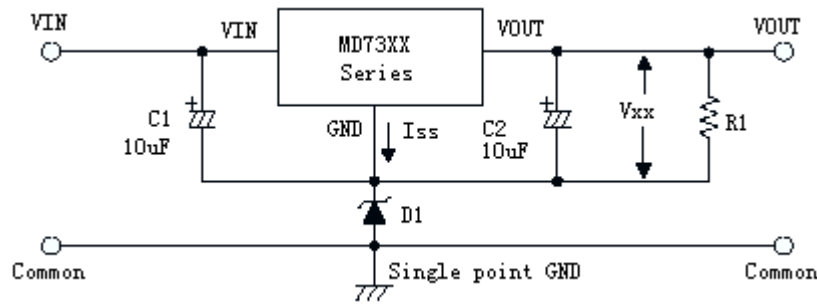 VIN
VIN
MD73XX
Series
VOUT
VOUT
C1
10uF
GND
Iss
C2
10uF
Vxx
R1
D1
Common
Single point GND
Common